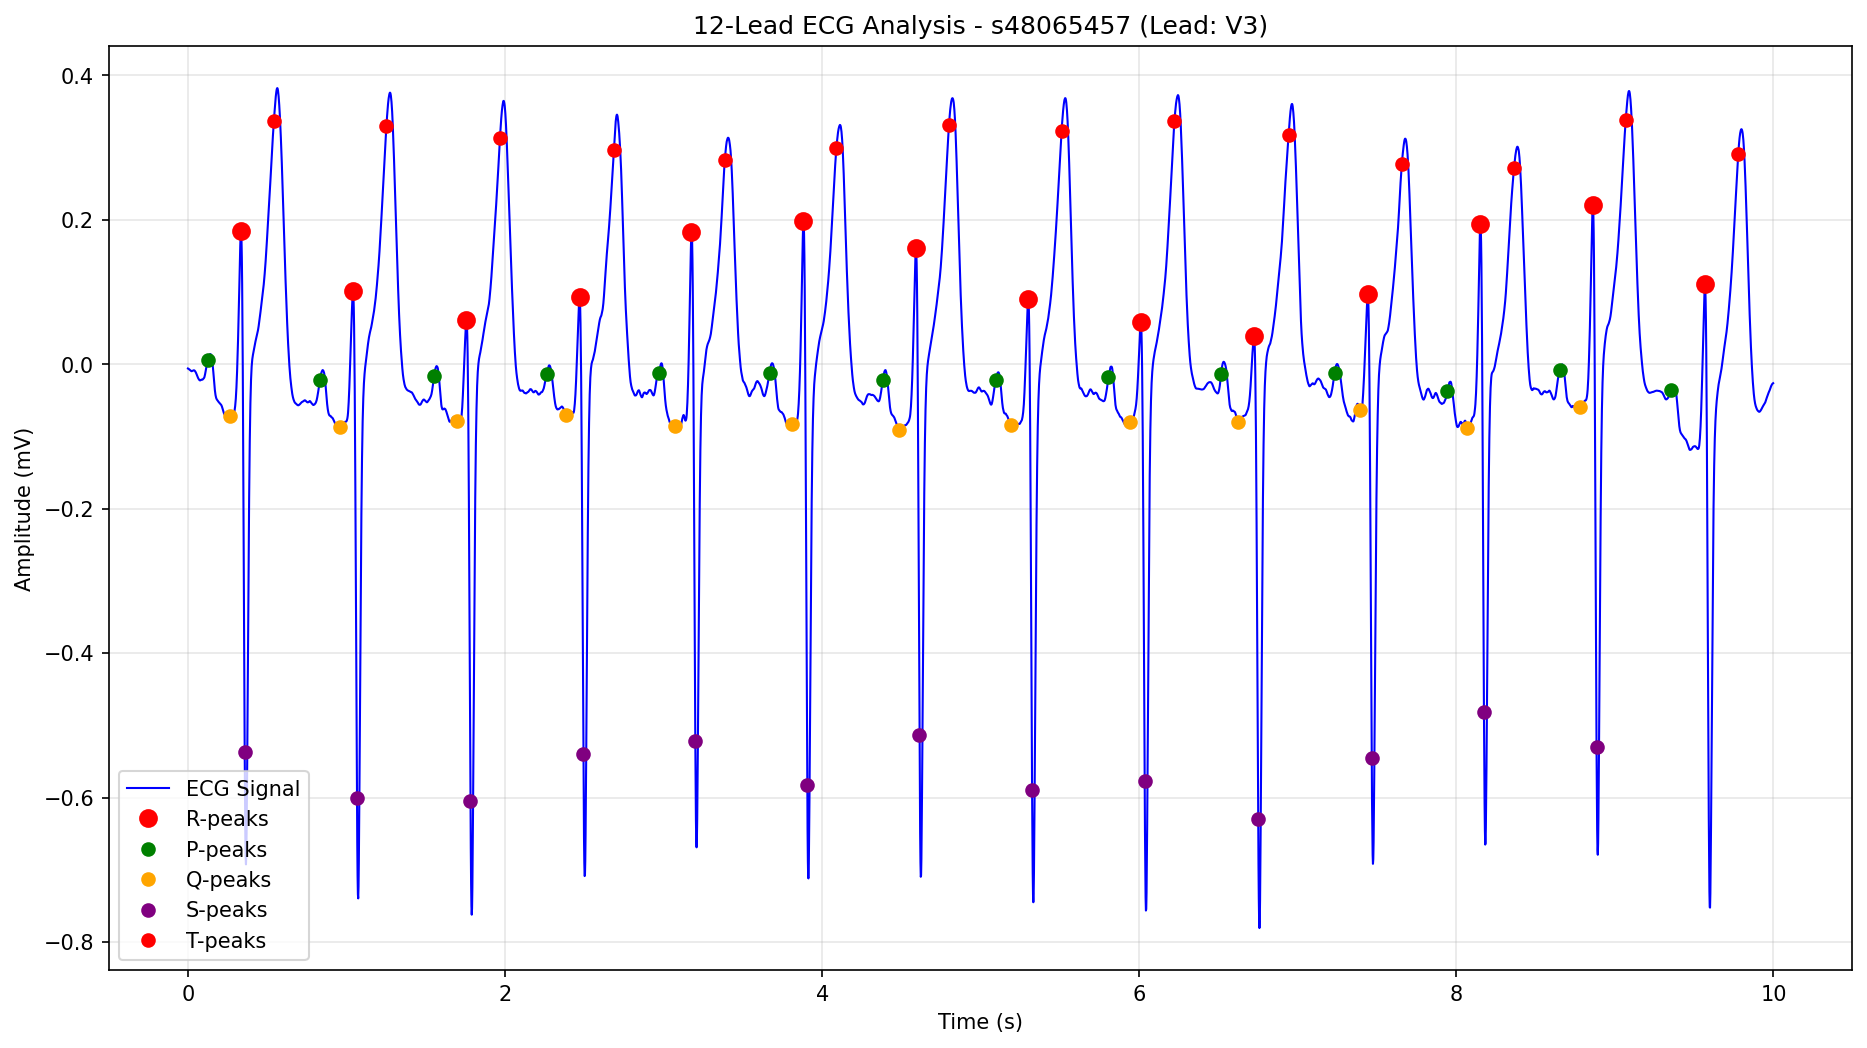 12-Lead ECG Analysis - s48065457 (Lead: V3)
Amplitude (mV)
0.4
0.2
0.0
−0.2
−0.4
−0.6
−0.8
ECG Signal
R-peaks
P-peaks
Q-peaks
S-peaks
T-peaks
0 2 4 6 8 10
Time (s)